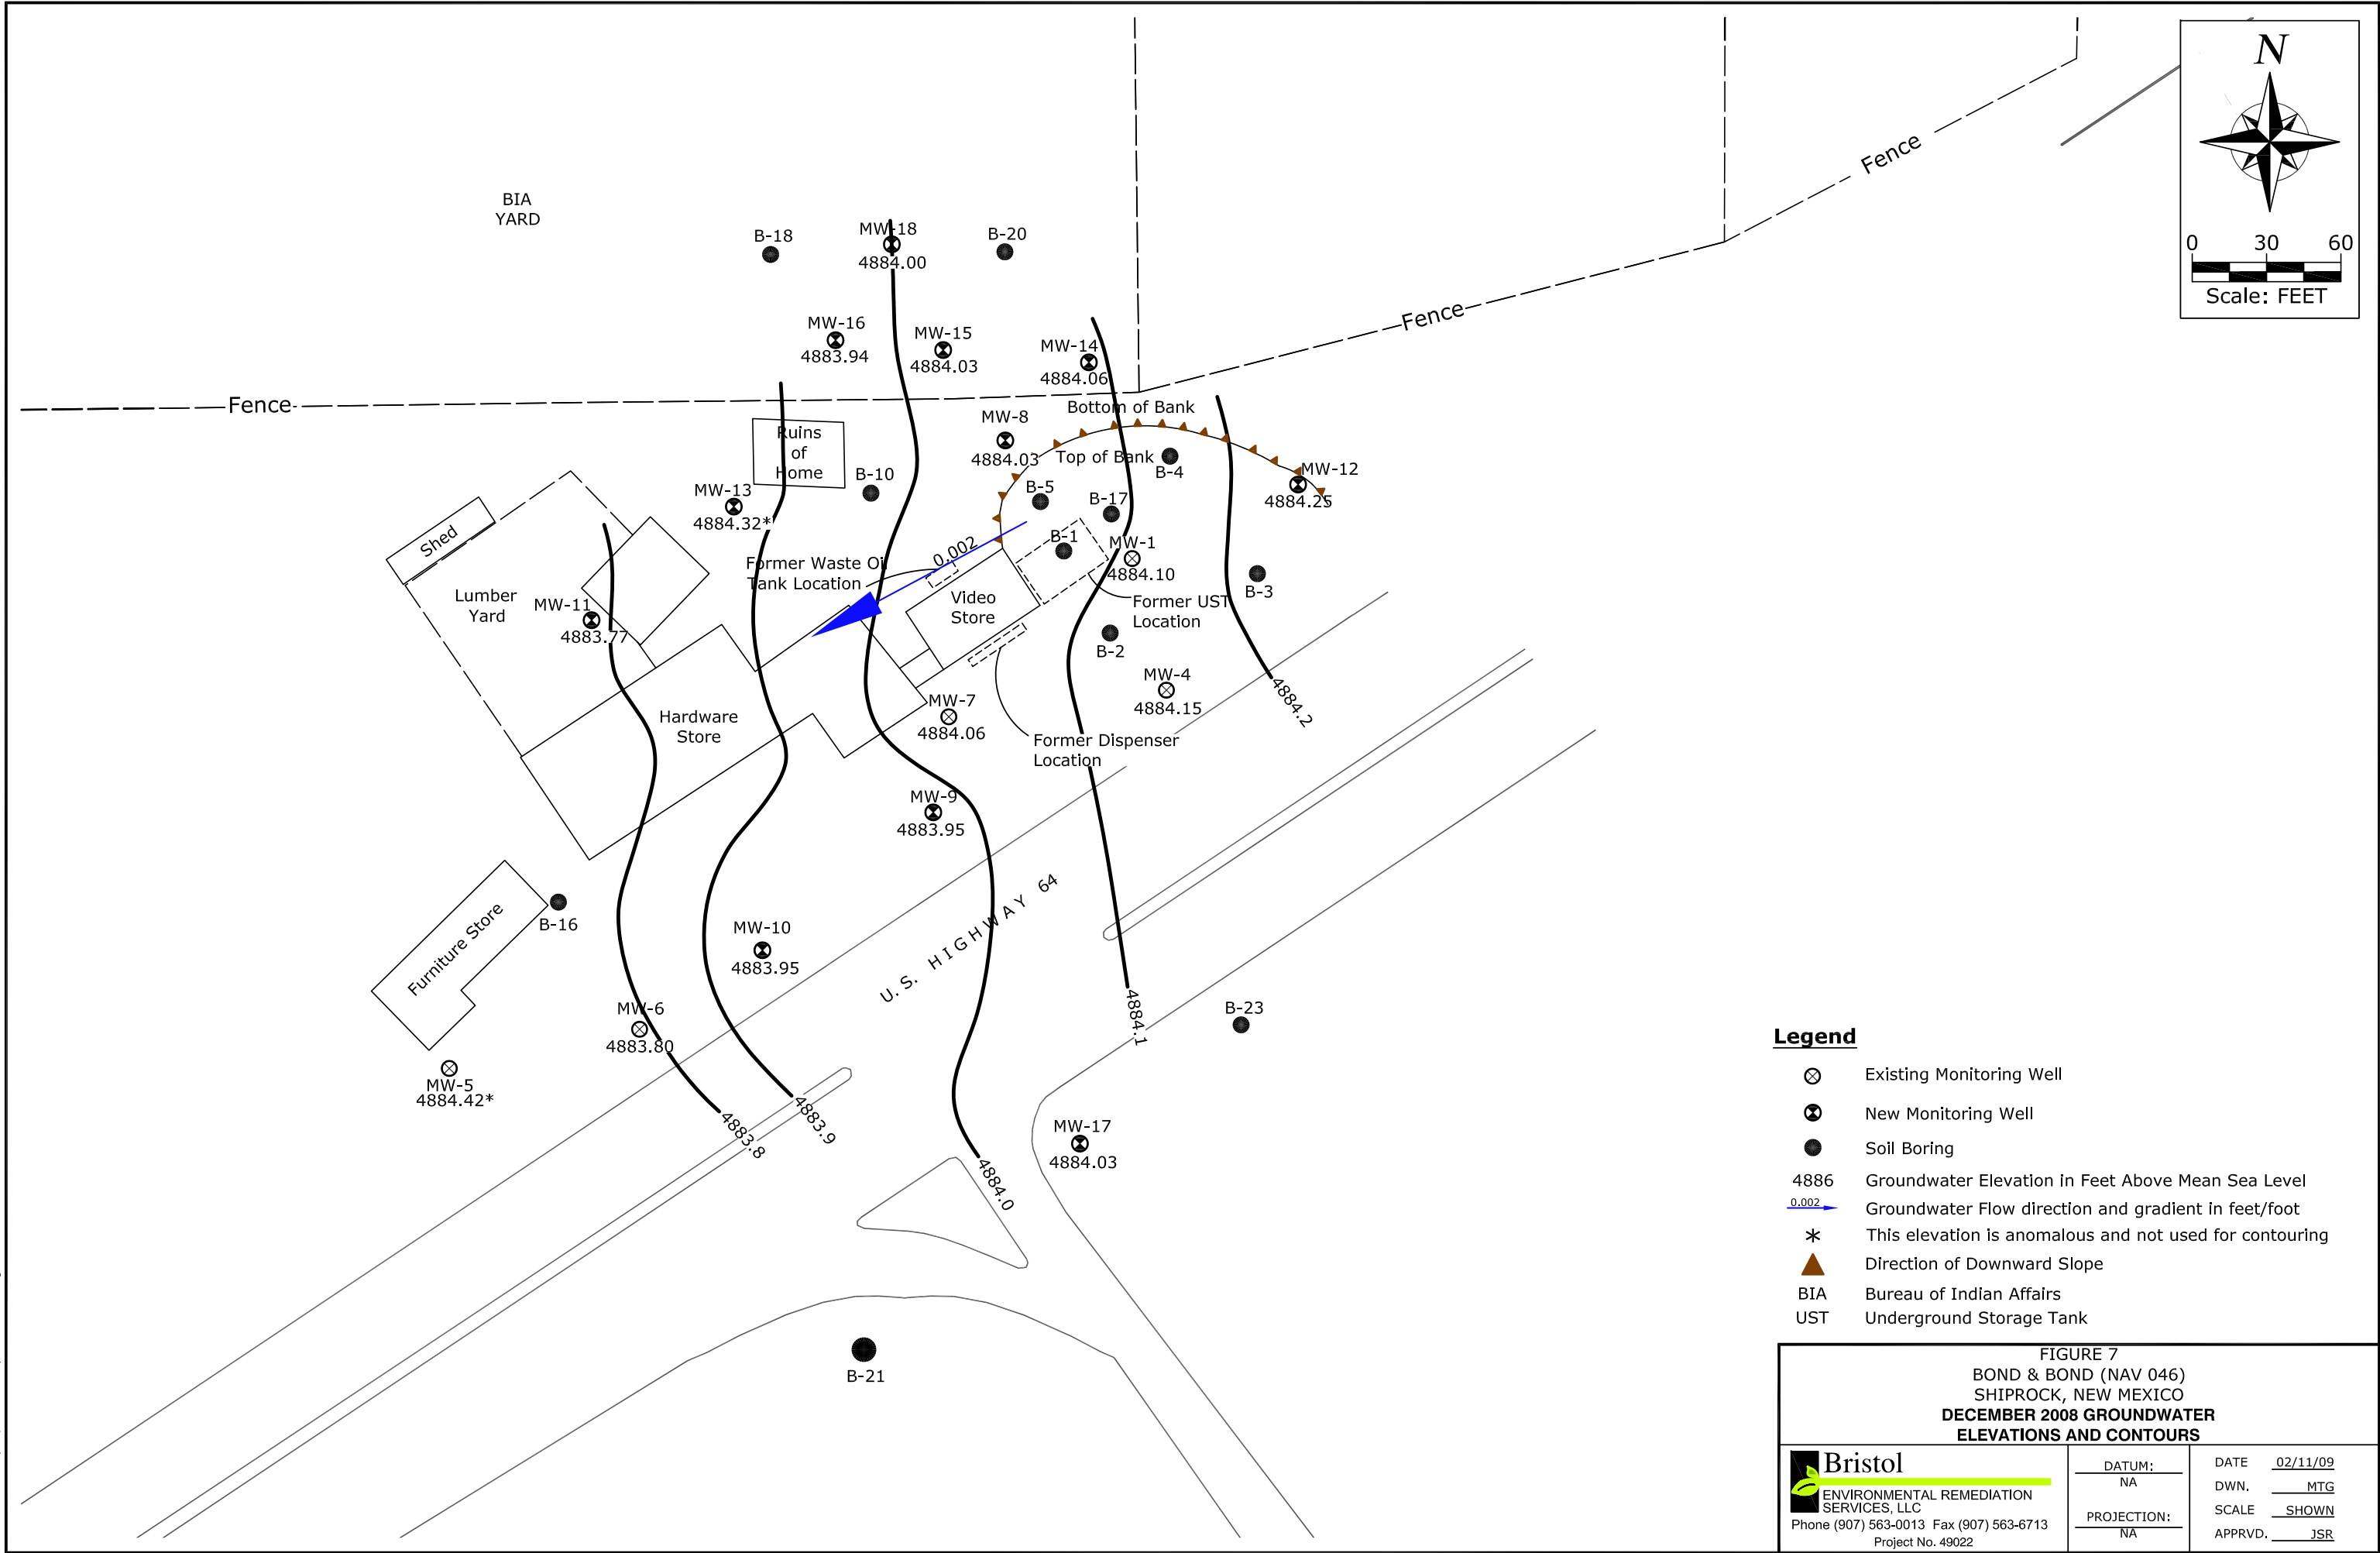 N
0 30 60
Scale: FEET
Fence
Fence
Fence
BIA
YARD
B-18
MW-18
4884.00
B-20
MW-16
4883.94
MW-15
4884.03
MW-14
4884.06
Bottom of Bank
MW-8
4884.03
Top of Bank
B-4
MW-12
4884.25
Ruins
of
Home
B-10
MW-13
4884.32*
B-5
B-17
B-1
MW-1
4884.10
B-3
Shed
Lumber
Yard
MW-11
4883.77
Former Waste Oil
Tank Location
0.002
Video
Store
Former UST
Location
B-2
MW-4
4884.15
4884.2
Hardware
Store
MW-7
4884.06
Former Dispenser
Location
MW-9
4883.95
U. S. HIGHWAY 64
Furniture Store
B-16
MW-10
4883.95
MW-6
4883.80
MW-5
4884.42*
4883.8
4883.9
4884.0
4884.1
B-23
MW-17
4884.03
B-21
Legend
Existing Monitoring Well
New Monitoring Well
Soil Boring
4886 Groundwater Elevation in Feet Above Mean Sea Level
0.002 Groundwater Flow direction and gradient in feet/foot
* This elevation is anomalous and not used for contouring
Direction of Downward Slope
BIA Bureau of Indian Affairs
UST Underground Storage Tank
FIGURE 7
BOND & BOND (NAV 046)
SHIPROCK, NEW MEXICO
DECEMBER 2008 GROUNDWATER
ELEVATIONS AND CONTOURS
Bristol
ENVIRONMENTAL REMEDIATION
SERVICES, LLC
Phone (907) 563-0013 Fax (907) 563-6713
Project No. 49022
DATUM:
NA
PROJECTION:
NA
DATE 02/11/09
DWN. MTG
SCALE SHOWN
APPRVD. JSR